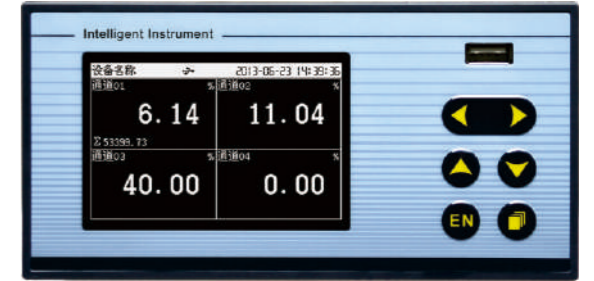 Intelligent Instrument
设备名称 2013-06-23 14:39:36
通道01 % 通道02 %
6.14 11.04
Σ53399.73
通道03 % 通道04 %
40.00 0.00
EN